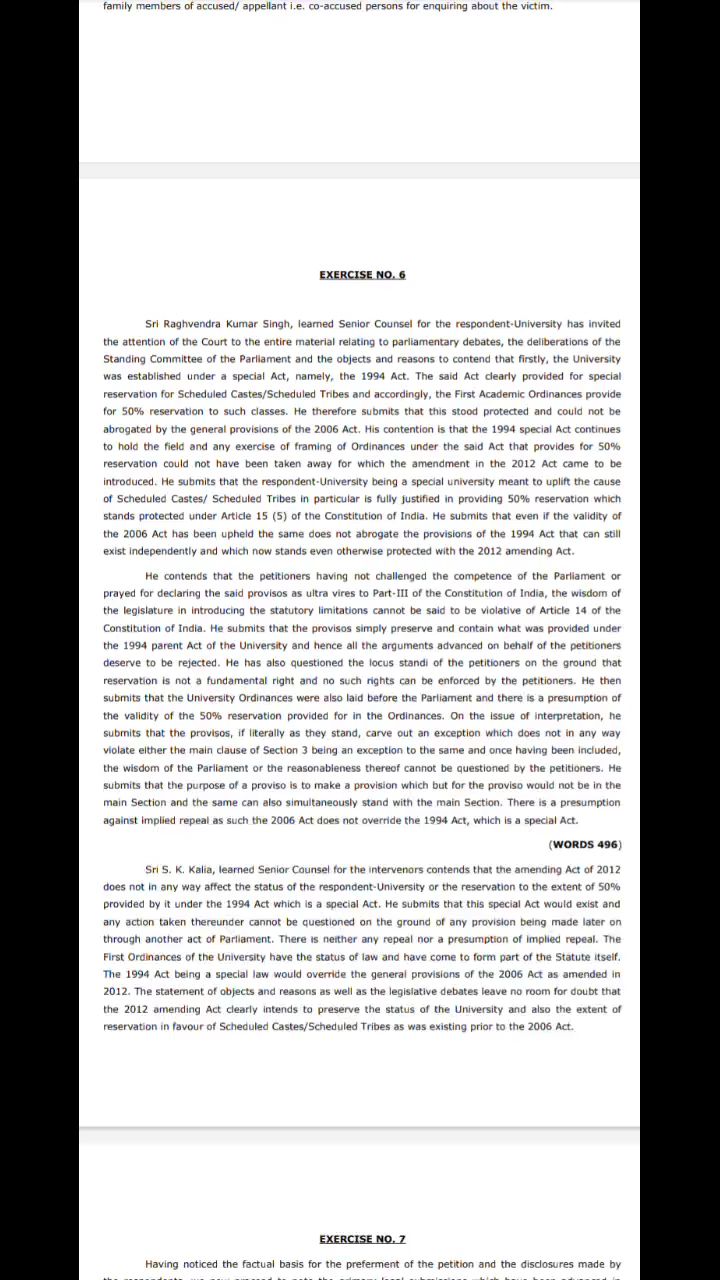 family members of accused/ appellant i.e. co-accused persons for enquiring about the victim.
EXERCISE NO. 6
Sri Raghvendra Kumar Singh, learned Senior Counsel for the respondent-University has invited
the attention of the Court to the entire material relating to parliamentary debates, the deliberations of the
Standing Committee of the Parliament and the objects and reasons to contend that firstly, the University
was established under a special Act, namely, the 1994 Act. The said Act clearly provided for special
reservation for Scheduled Castes/Scheduled Tribes and accordingly, the First Academic Ordinances provide
for 50% reservation to such classes. He therefore submits that this stood protected and could not be
abrogated by the general provisions of the 2006 Act. His contention is that the 1994 special Act continues
to hold the field and any exercise of framing of Ordinances under the said Act that provides for 50%
reservation could not have been taken away for which the amendment in the 2012 Act came to be
introduced. He submits that the respondent-University being a special university meant to uplift the cause
of Scheduled Castes/ Scheduled Tribes in particular is fully justified in providing 50% reservation which
stands protected under Article 15 (5) of the Constitution of India. He submits that even if the validity of
the 2006 Act has been upheld the same does not abrogate the provisions of the 1994 Act that can still
exist independently and which now stands even otherwise protected with the 2012 amending Act.
He contends that the petitioners having not challenged the competence of the Parliament or
prayed for declaring the said provisos as ultra vires to Part-III of the Constitution of India, the wisdom of
the legislature in introducing the statutory limitations cannot be said to be violative of Article 14 of the
Constitution of India. He submits that the provisos simply preserve and contain what was provided under
the 1994 parent Act of the University and hence all the arguments advanced on behalf of the petitioners
deserve to be rejected. He has also questioned the locus standi of the petitioners on the ground that
reservation is not a fundamental right and no such rights can be enforced by the petitioners. He then
submits that the University Ordinances were also laid before the Parliament and there is a presumption of
the validity of the 50% reservation provided for in the Ordinances. On the issue of interpretation, he
submits that the provisos, if literally as they stand, carve out an exception which does not in any way
violate either the main clause of Section 3 being an exception to the same and once having been included,
the wisdom of the Parliament or the reasonableness thereof cannot be questioned by the petitioners. He
submits that the purpose of a proviso is to make a provision which but for the proviso would not be in the
main Section and the same can also simultaneously stand with the main Section. There is a presumption
against implied repeal as such the 2006 Act does not override the 1994 Act, which is a special Act.
(WORDS 496)
Sri S. K. Kalia, learned Senior Counsel for the intervenors contends that the amending Act of 2012
does not in any way affect the status of the respondent-University or the reservation to the extent of 50%
provided by it under the 1994 Act which is a special Act. He submits that this special Act would exist and
any action taken thereunder cannot be questioned on the ground of any provision being made later on
through another act of Parliament. There is neither any repeal nor a presumption of implied repeal. The
First Ordinances of the University have the status of law and have come to form part of the Statute itself.
The 1994 Act being a special law would override the general provisions of the 2006 Act as amended in
2012. The statement of objects and reasons as well as the legislative debates leave no room for doubt that
the 2012 amending Act clearly intends to preserve the status of the University and also the extent of
reservation in favour of Scheduled Castes/Scheduled Tribes as was existing prior to the 2006 Act.
EXERCISE NO. 7
Having noticed the factual basis for the preferment of the petition and the disclosures made by
the respondents, we now proceed to note the primary legal submissions which have been advanced in